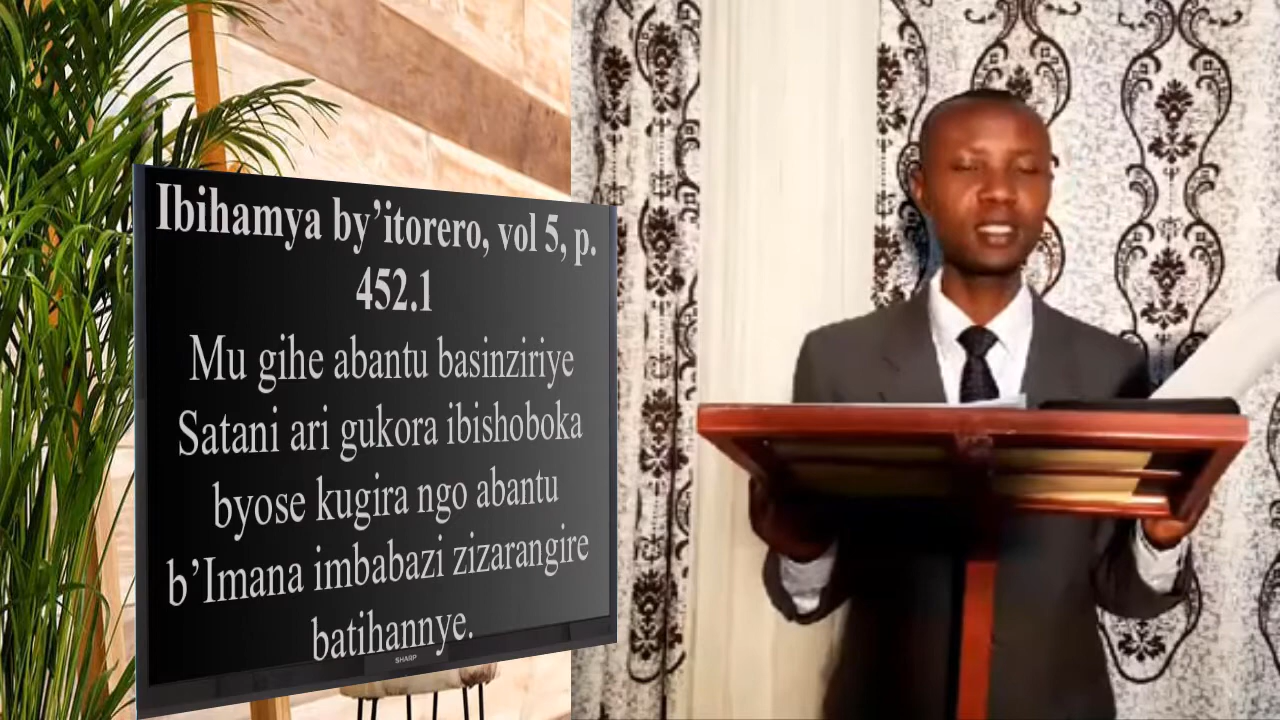 Ibihamya by’itorero, vol 5, p.
452.1
Mu gihe abantu basinziriye
Satani ari gukora ibishoboka
byose kugira ngo abantu
b’Imana imbabazi zizarangire
batihannye.
SHARP